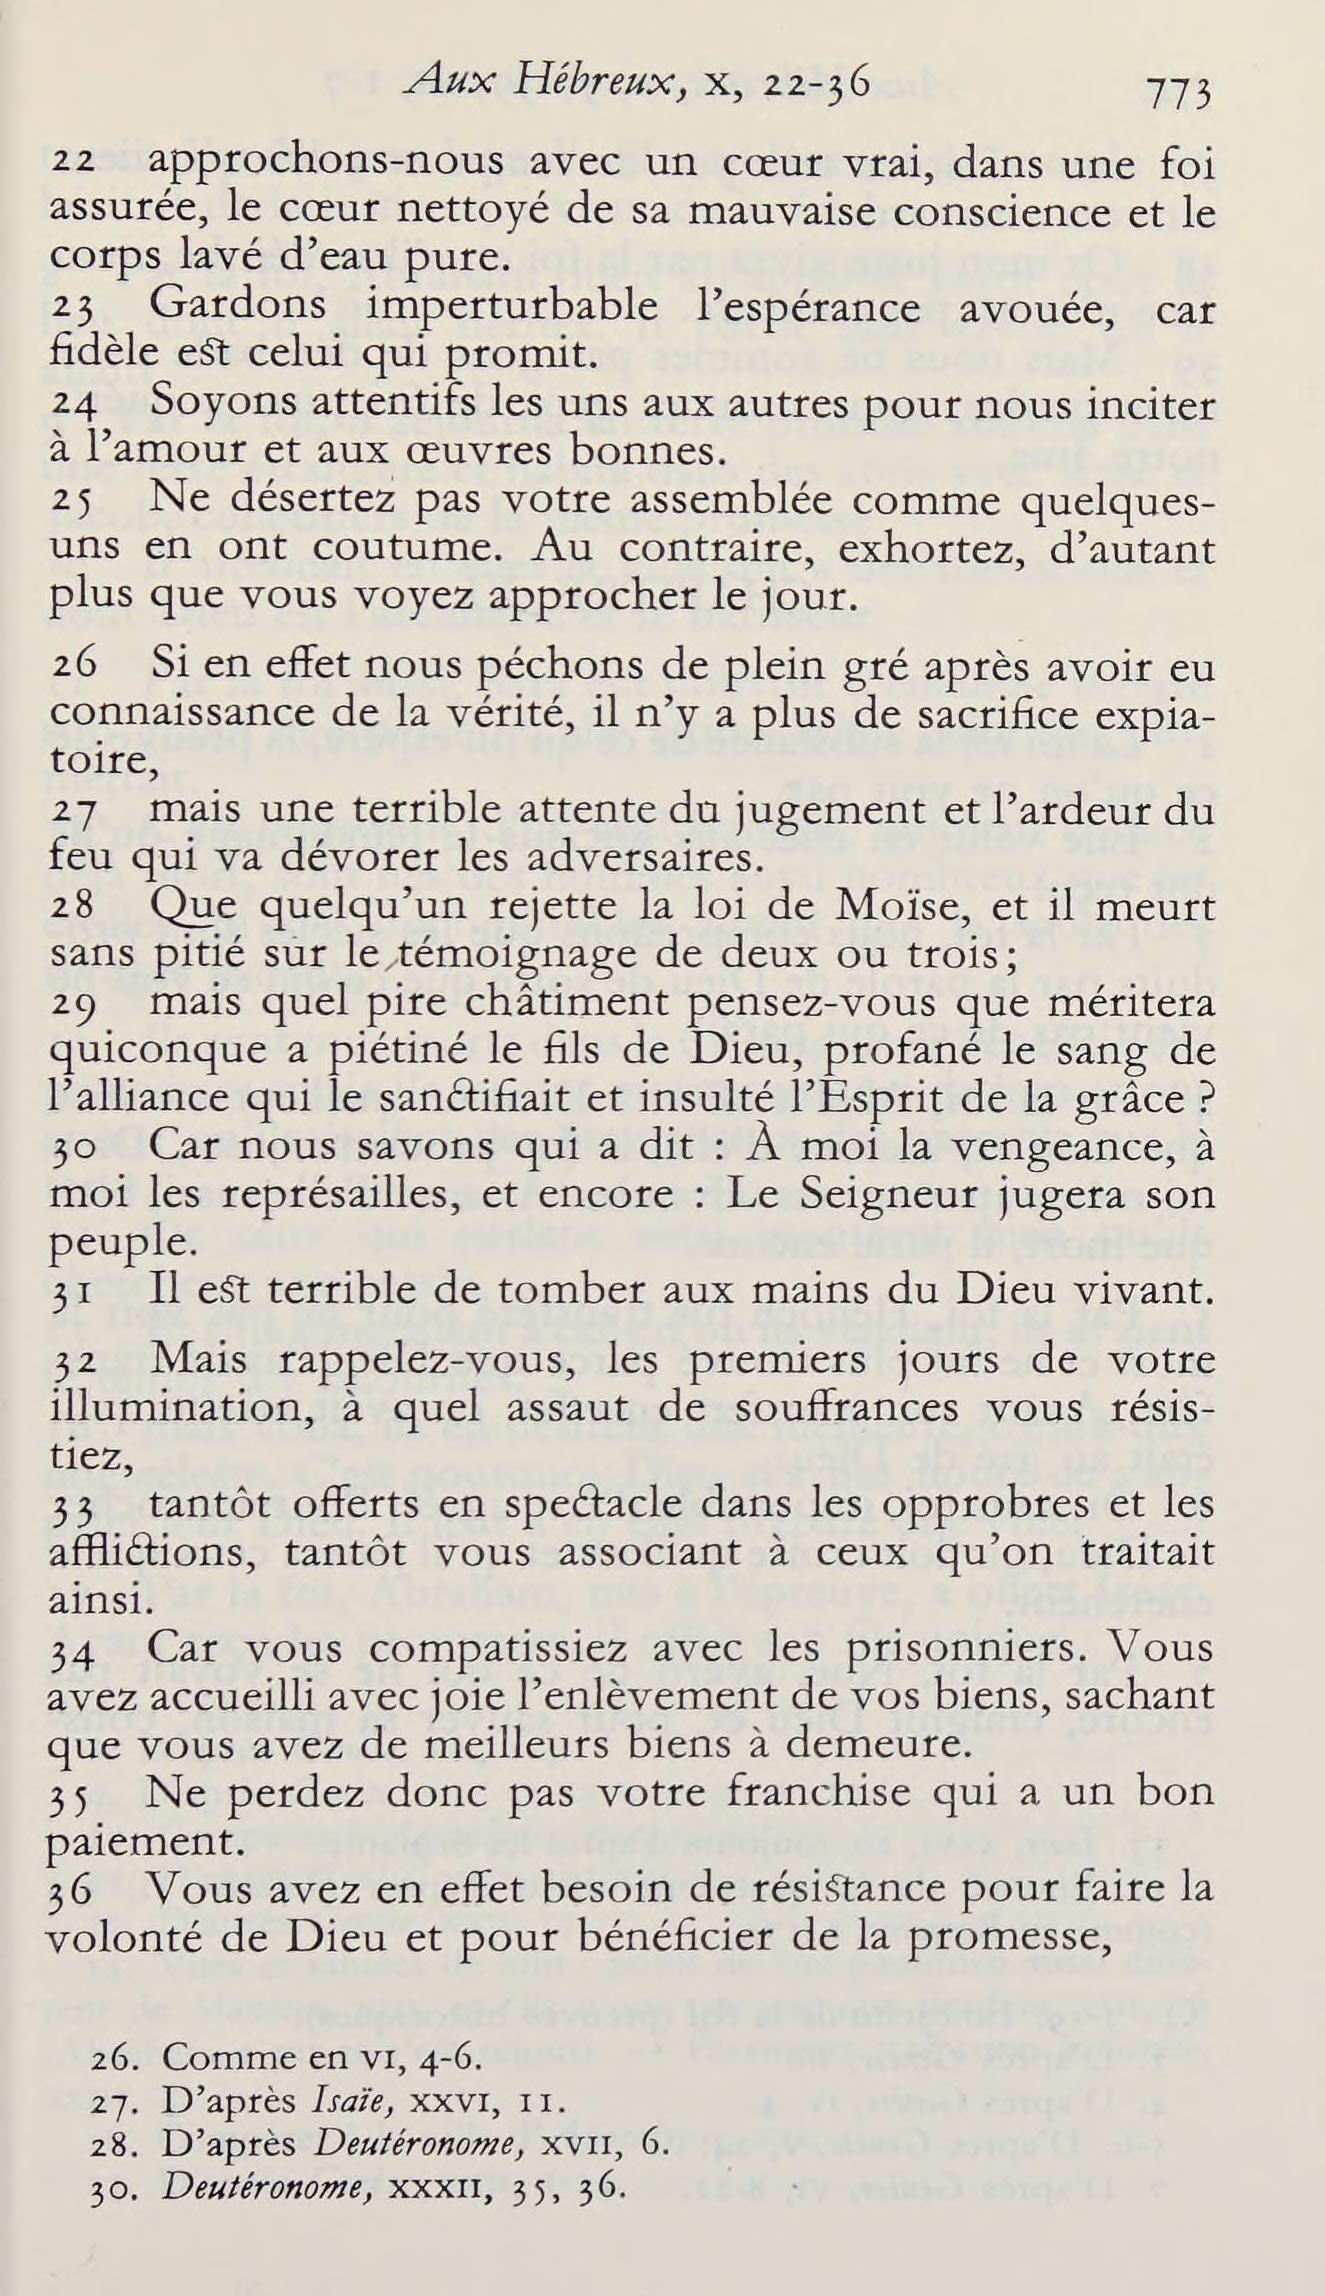 Aux Hébreux, x, 22-36
773
22 approchons-nous avec un cœur vrai, dans une foi
assurée, le cœur nettoyé de sa mauvaise conscience et le
corps lavé d’eau pure.
23 Gardons imperturbable l’espérance avouée, car
fidèle est celui qui promit.
24 Soyons attentifs les uns aux autres pour nous inciter
à l’amour et aux œuvres bonnes.
25 Ne désertez pas votre assemblée comme quelques-
uns en ont coutume. Au contraire, exhortez, d’autant
plus que vous voyez approcher le jour.
26 Si en effet nous péchons de plein gré après avoir eu
connaissance de la vérité, il n’y a plus de sacrifice expia-
toire,
27 mais une terrible attente du jugement et l’ardeur du
feu qui va dévorer les adversaires.
28 Que quelqu’un rejette la loi de Moïse, et il meurt
sans pitié sur le témoignage de deux ou trois;
29 mais quel pire châtiment pensez-vous que méritera
quiconque a piétiné le fils de Dieu, profané le sang de
l’alliance qui le sanctifiait et insulté l’Esprit de la grâce ?
30 Car nous savons qui a dit : À moi la vengeance, à
moi les représailles, et encore : Le Seigneur jugera son
peuple.
31 Il est terrible de tomber aux mains du Dieu vivant.
32 Mais rappelez-vous, les premiers jours de votre
illumination, à quel assaut de souffrances vous résis-
tiez,
33 tantôt offerts en spectacle dans les opprobres et les
afflictions, tantôt vous associant à ceux qu’on traitait
ainsi.
34 Car vous compatissiez avec les prisonniers. Vous
avez accueilli avec joie l’enlèvement de vos biens, sachant
que vous avez de meilleurs biens à demeure.
35 Ne perdez donc pas votre franchise qui a un bon
paiement.
36 Vous avez en effet besoin de résistance pour faire la
volonté de Dieu et pour bénéficier de la promesse,
26. Comme en vi, 4-6.
27. D’après Isaïe, xxvi, 11.
28. D’après Deutéronome, xvii, 6.
30. Deutéronome, xxxii, 35, 36.